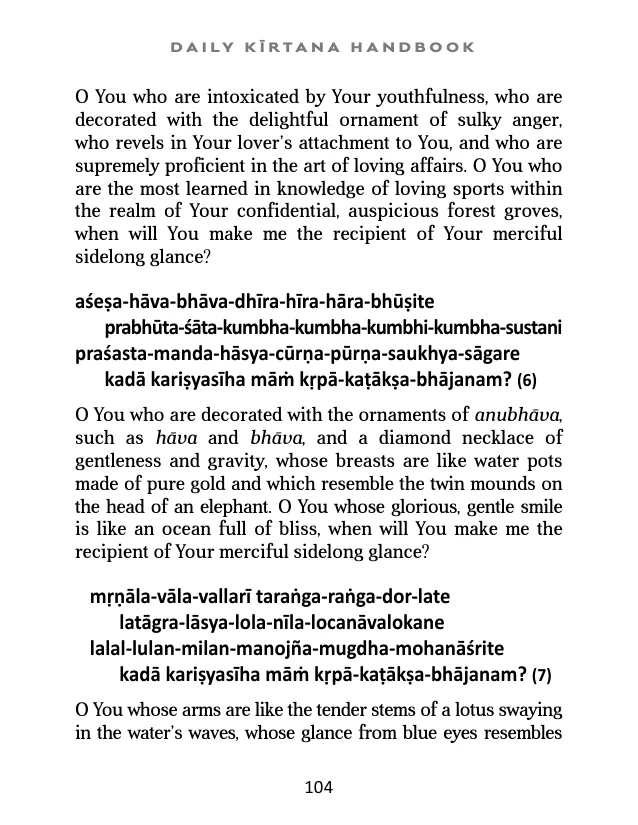 DAILY KĪRTANA HANDBOOK
O You who are intoxicated by Your youthfulness, who are
decorated with the delightful ornament of sulky anger,
who revels in Your lover’s attachment to You, and who are
supremely proficient in the art of loving affairs. O You who
are the most learned in knowledge of loving sports within
the realm of Your confidential, auspicious forest groves,
when will You make me the recipient of Your merciful
sidelong glance?
aśeṣa-hāva-bhāva-dhīra-hīra-hāra-bhūṣite
prabhūta-śāta-kumbha-kumbha-kumbhi-kumbha-sustani
praśasta-manda-hāsya-cūrṇa-pūrṇa-saukhya-sāgare
kadā kariṣyasīha māṁ kṛpā-kaṭākṣa-bhājanam? (6)
O You who are decorated with the ornaments of anubhāva,
such as hāva and bhāva, and a diamond necklace of
gentleness and gravity, whose breasts are like water pots
made of pure gold and which resemble the twin mounds on
the head of an elephant. O You whose glorious, gentle smile
is like an ocean full of bliss, when will You make me the
recipient of Your merciful sidelong glance?
mṛṇāla-vāla-vallarī taraṅga-raṅga-dor-late
latāgra-lāsya-lola-nīla-locanāvalokane
lalal-lulan-milan-manojña-mugdha-mohanāśrite
kadā kariṣyasīha māṁ kṛpā-kaṭākṣa-bhājanam? (7)
O You whose arms are like the tender stems of a lotus swaying
in the water’s waves, whose glance from blue eyes resembles
104